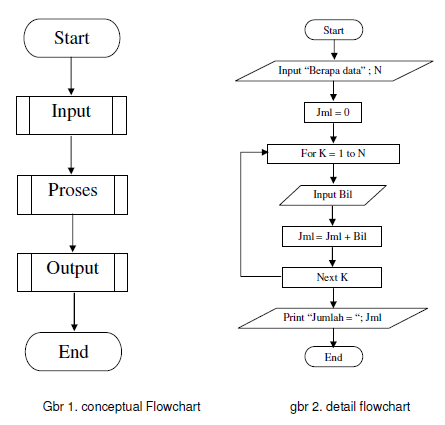 Start
Input
Proses
Output
End
Gbr 1. conceptual Flowchart
Start
Input “Berapa data” ; N
Jml = 0
For K = 1 to N
Input Bil
Jml = Jml + Bil
Next K
Print “Jumlah = “; Jml
End
gbr 2. detail flowchart